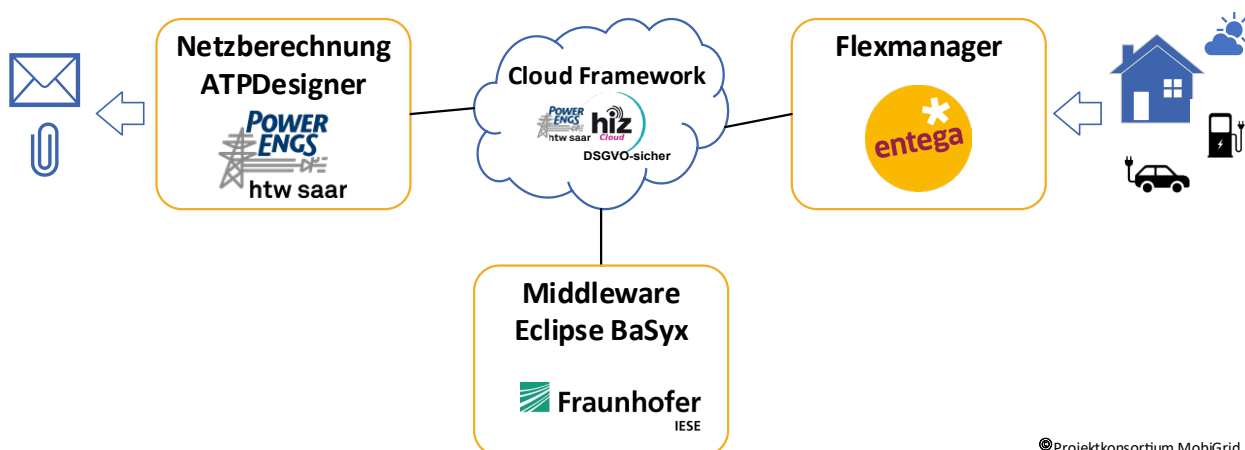 Netzberechnung
ATPDesigner
POWER
ENGS
htw saar
Cloud Framework
POWER
ENGS
htw saar
hiz
Cloud
DSGVO-sicher
Flexmanager
entega
Middleware
Eclipse BaSyx
Fraunhofer
IESE
©Projektkonsortium MobiGrid